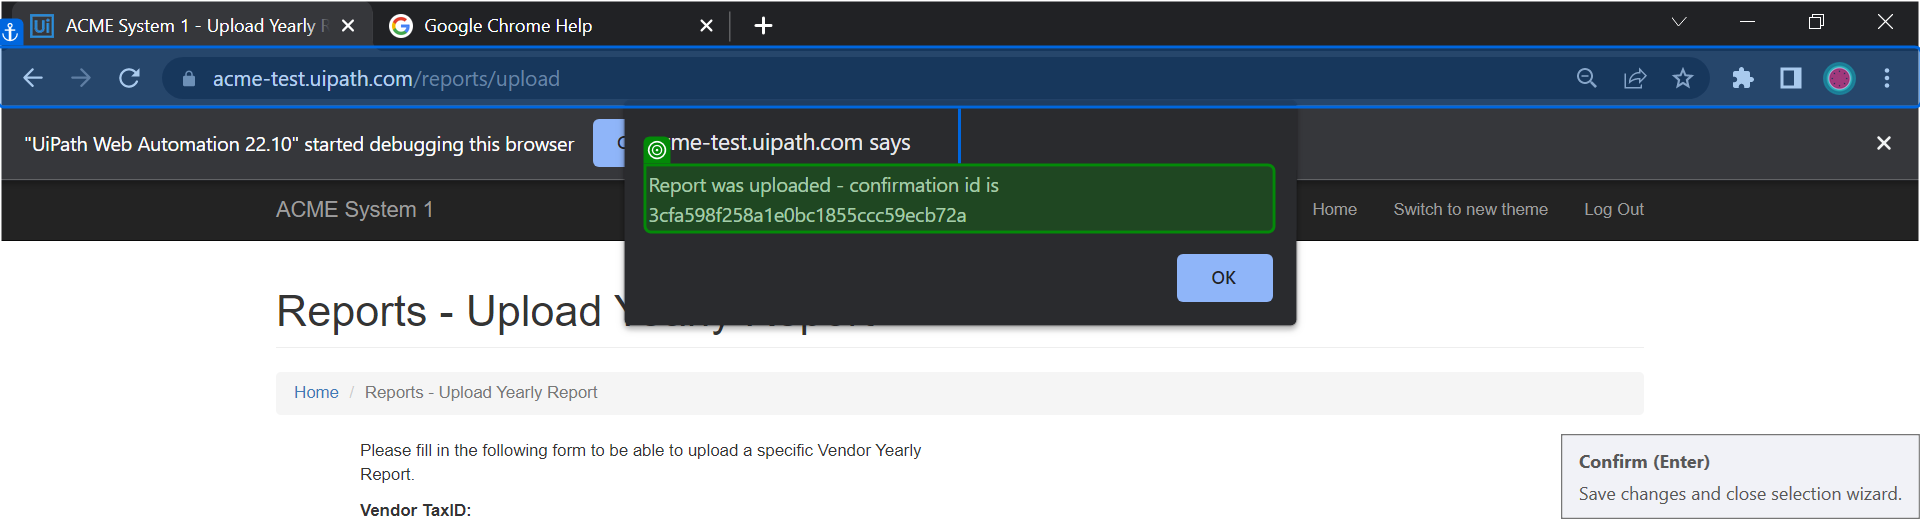 ACME System 1 - Upload Yearly R
Google Chrome Help
acme-test.uipath.com/reports/upload
"UiPath Web Automation 22.10" started debugging this browser
me-test.uipath.com says
Report was uploaded - confirmation id is
3cfa598f258a1e0bc1855ccc59ecb72a
OK
ACME System 1
Home
Switch to new theme
Log Out
Reports - Upload Yearly Report
Home / Reports - Upload Yearly Report
Please fill in the following form to be able to upload a specific Vendor Yearly
Report.
Vendor TaxID:
Confirm (Enter)
Save changes and close selection wizard.